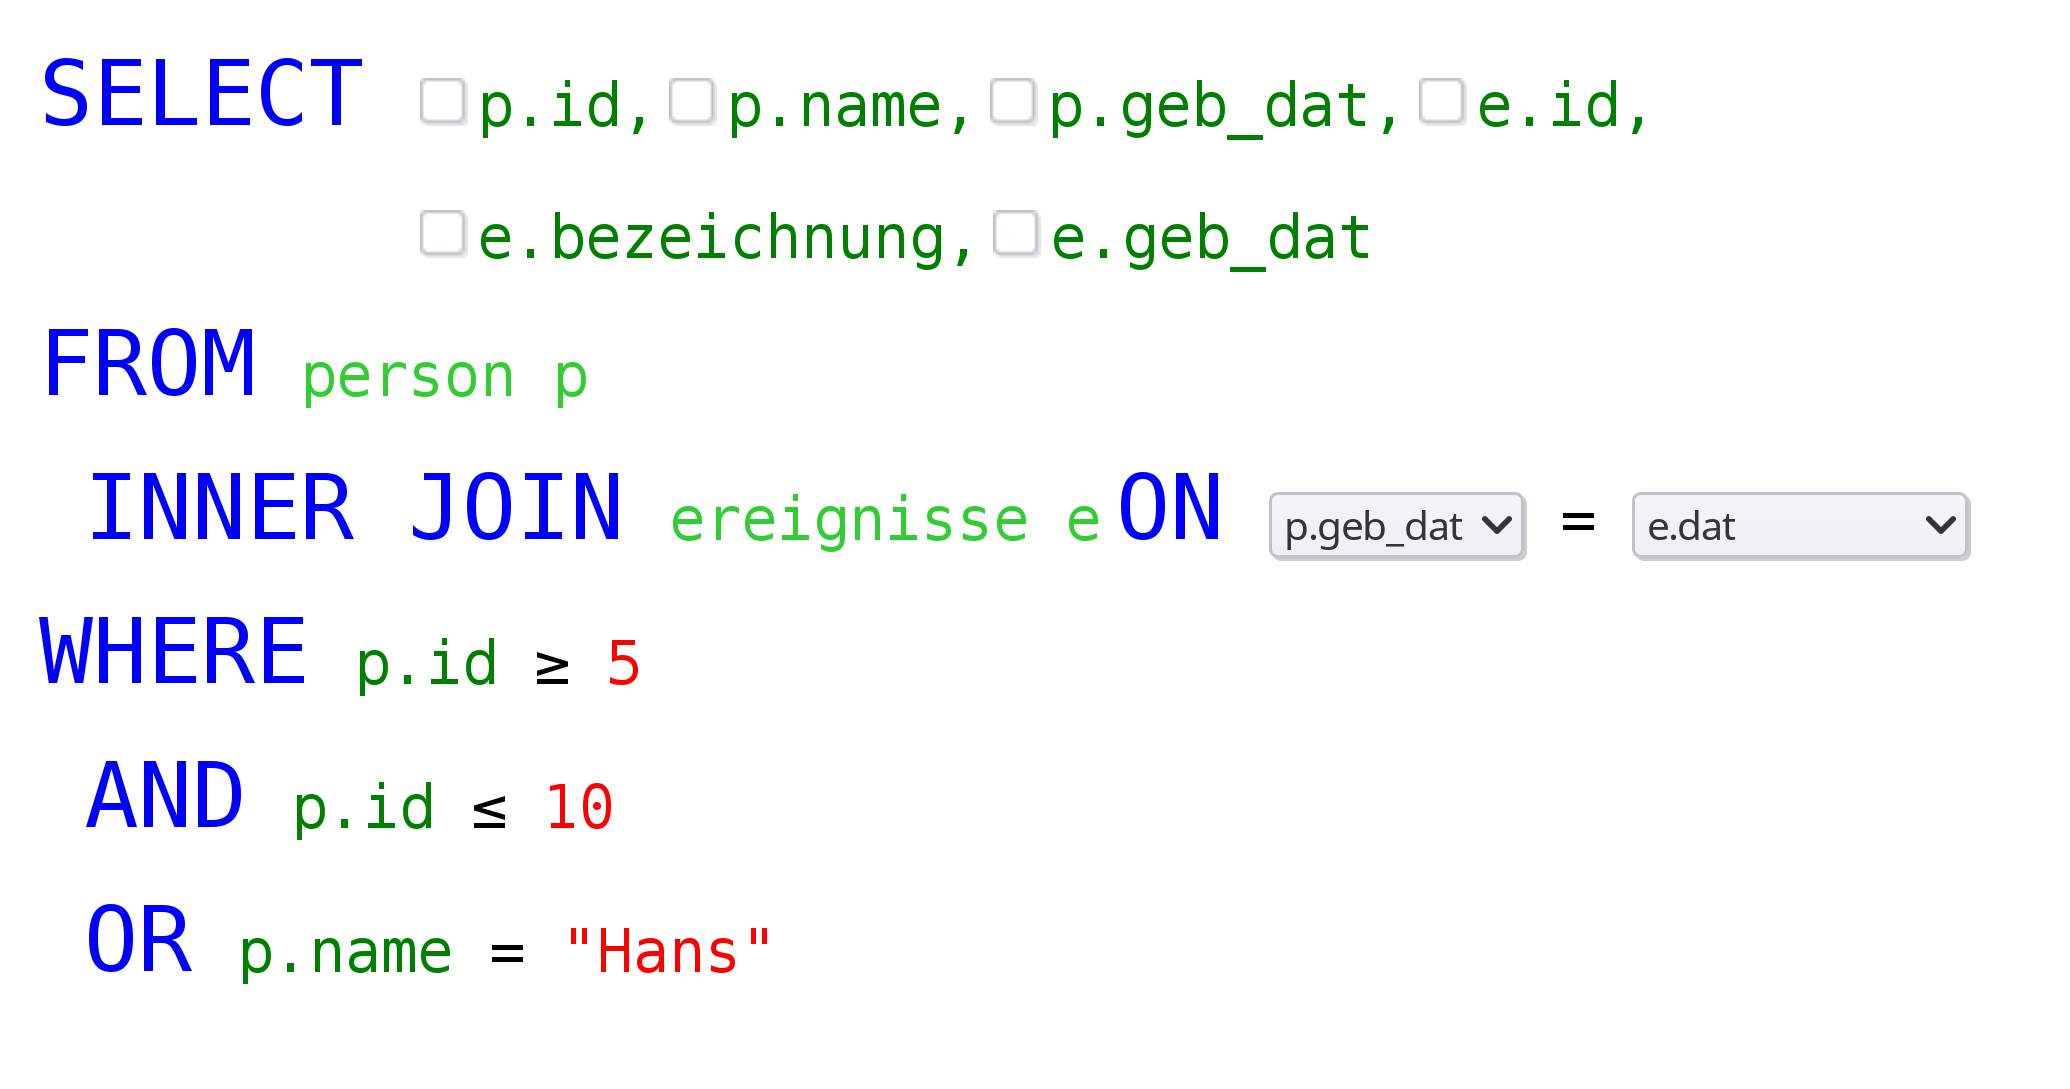 SELECT p.id, p.name, p.geb_dat, e.id,
e.bezeichnung, e.geb_dat
FROM person p
INNER JOIN ereignisse e ON p.geb_dat = e.dat
WHERE p.id ≥ 5
AND p.id ≤ 10
OR p.name = "Hans"